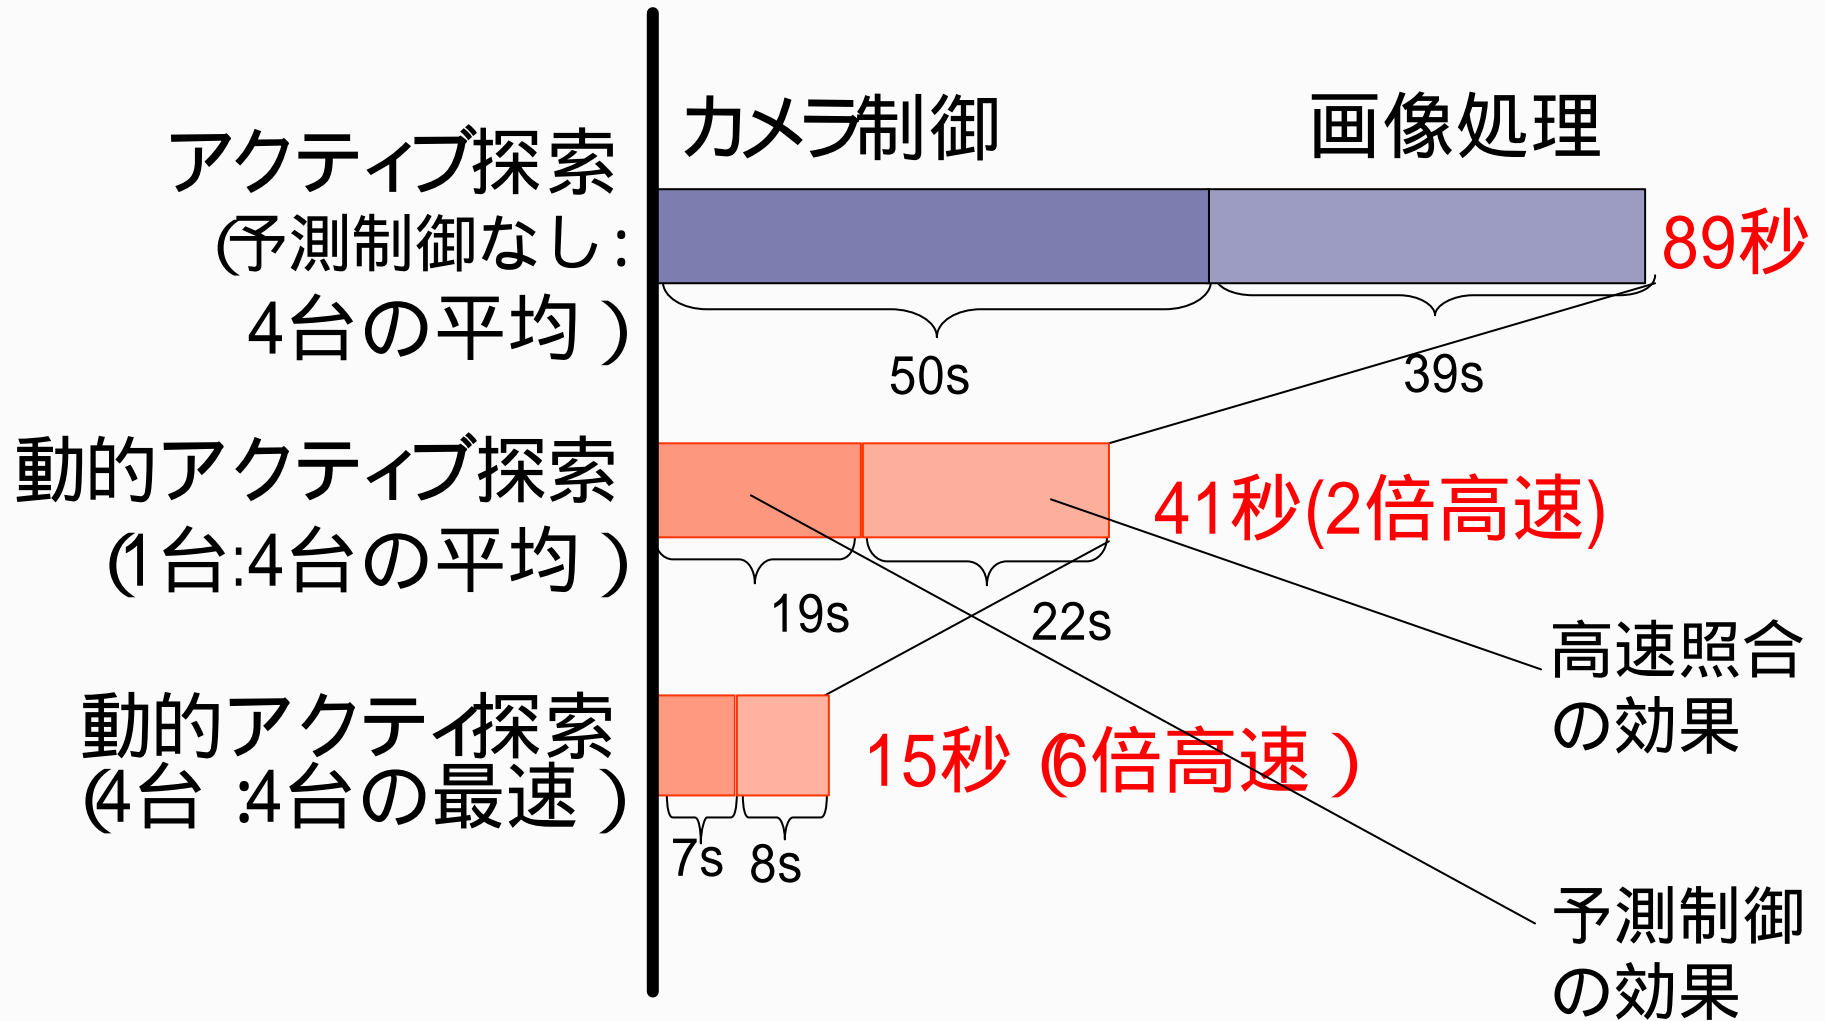 カメラ制御
画像処理
アクティブ探索
(予測制御なし:
4台の平均)
89秒
50s
39s
動的アクティブ探索
(1台:4台の平均)
41秒(2倍高速)
19s
22s
高速照合
の効果
動的アクティ探索
(4台:4台の最速)
15秒(6倍高速)
7s
8s
予測制御
の効果